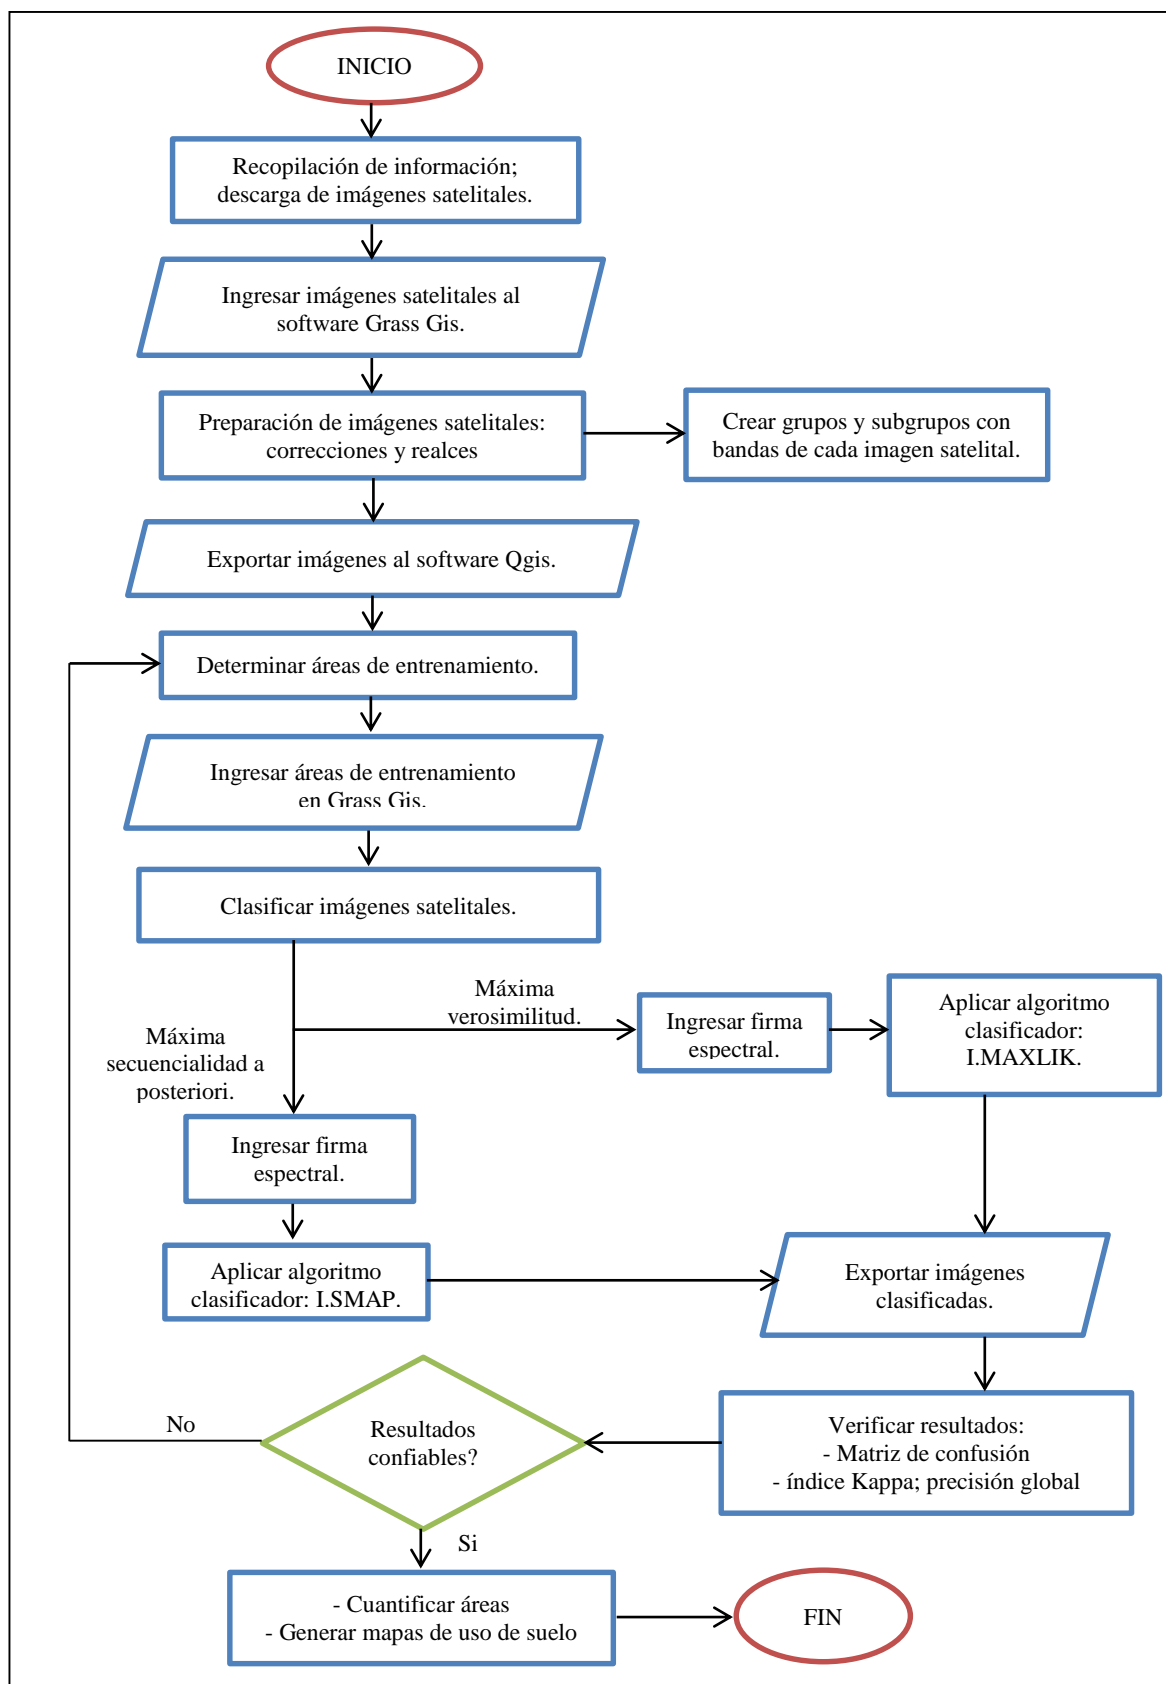 INICIO
Recopilación de información;
descarga de imágenes satelitales.
Ingresar imágenes satelitales al
software Grass Gis.
Preparación de imágenes satelitales:
correcciones y realces
Crear grupos y subgrupos con
bandas de cada imagen satelital.
Exportar imágenes al software Qgis.
Determinar áreas de entrenamiento.
Ingresar áreas de entrenamiento
en Grass Gis.
Clasificar imágenes satelitales.
Máxima
verosimilitud.
Ingresar firma
espectral.
Aplicar algoritmo
clasificador:
I.MAXLIK.
Máxima
secuencialidad a
posteriori.
Ingresar firma
espectral.
Aplicar algoritmo
clasificador: I.SMAP.
Exportar imágenes
clasificadas.
Verificar resultados:
- Matriz de confusión
- índice Kappa; precisión global
Resultados
confiables?
No
Si
- Cuantificar áreas
- Generar mapas de uso de suelo
FIN